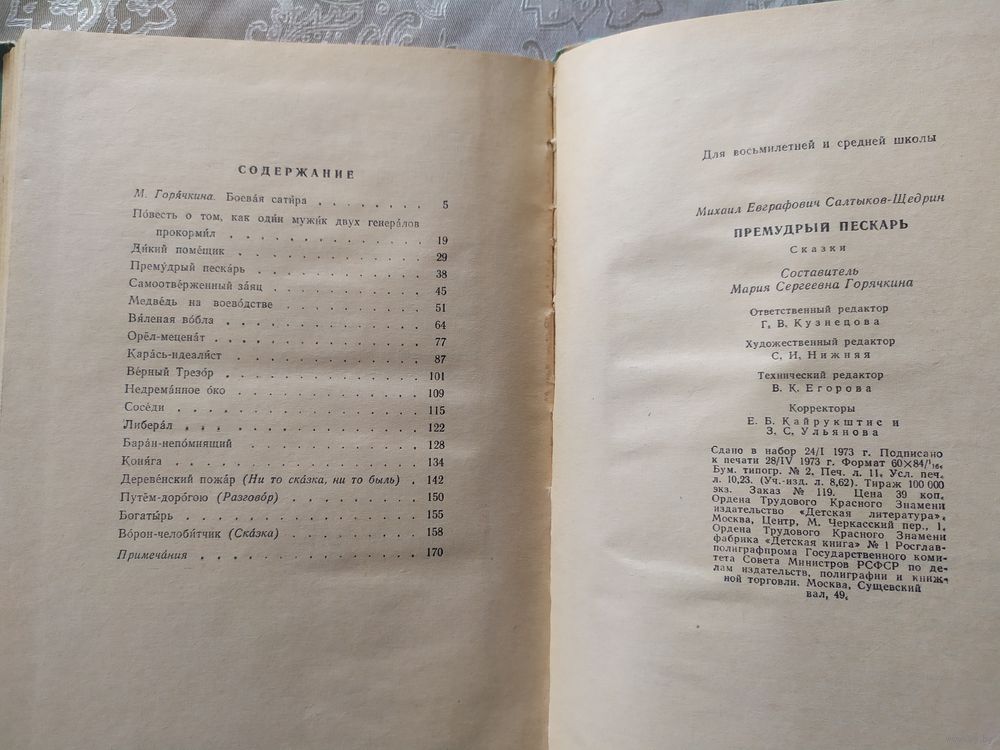 СОДЕРЖАНИЕ
М. Горя́чкина. Боева́я сати́ра . . . . . . . . 5
По́весть о том, как оди́н мужи́к двух генера́лов
прокорми́л . . . . . . . . . . . . 19
Ди́кий поме́щик . . . . . . . . . . . . 29
Прему́дрый песка́рь . . . . . . . . . . . 38
Самоотве́рженный за́яц . . . . . . . . . . 45
Медве́дь на воево́дстве . . . . . . . . . . 51
Вя́леная во́бла . . . . . . . . . . . . 64
Орёл-мецена́т . . . . . . . . . . . . 77
Кара́сь-идеали́ст . . . . . . . . . . . . 87
Ве́рный Трезо́р . . . . . . . . . . . . 101
Недрема́нное о́ко . . . . . . . . . . . 109
Сосе́ди . . . . . . . . . . . . . . 115
Либера́л . . . . . . . . . . . . . . 122
Бара́н-непо́мнящий . . . . . . . . . . . 128
Коня́га . . . . . . . . . . . . . . 134
Дереве́нский пожа́р (Ни то ска́зка, ни то быль) . 142
Путём-доро́гою (Разгово́р) . . . . . . . . 150
Богаты́рь . . . . . . . . . . . . . 155
Во́рон-челоби́тчик (Ска́зка) . . . . . . . . 158
Примеча́ния . . . . . . . . . . . . . 170
Для восьмилетней и средней школы
Михаил Евграфович Салтыков-Щедрин
ПРЕМУДРЫЙ ПЕСКАРЬ
Сказки
Составитель
Мария Сергеевна Горячкина
Ответственный редактор
Г. В. Кузнецова
Художественный редактор
С. И. Нижняя
Технический редактор
В. К. Егорова
Корректоры
Е. Б. Кайрукштис и
З. С. Ульянова
Сдано в набор 24/I 1973 г. Подписано
к печати 28/IV 1973 г. Формат 60×84/16.
Бум. типогр. № 2. Печ. л. 11. Усл. печ.
л. 10,23. (Уч.-изд. л. 8,62). Тираж 100 000
экз. Заказ № 119. Цена 39 коп.
Ордена Трудового Красного Знамени
издательство «Детская литература».
Москва, Центр, М. Черкасский пер., 1.
Ордена Трудового Красного Знамени
фабрика «Детская книга» № 1 Росглав-
полиграфпрома Государственного коми-
тета Совета Министров РСФСР по де-
лам издательств, полиграфии и книж-
ной торговли. Москва, Сущевский
вал, 49.